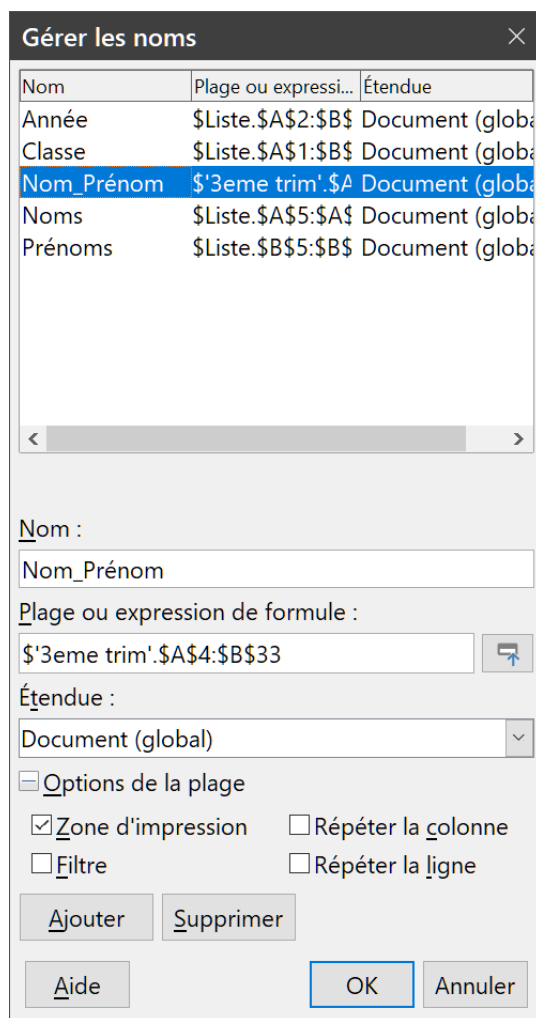 Gérer les noms
Nom Plage ou expressi... Étendue
Année $Liste.$A$2:$B$ Document (globa
Classe $Liste.$A$1:$B$ Document (globa
Nom_Prénom $'3eme trim'.$A Document (globa
Noms $Liste.$A$5:$A$ Document (globa
Prénoms $Liste.$B$5:$B$ Document (globa
Nom :
Nom_Prénom
Plage ou expression de formule :
$'3eme trim'.$A$4:$B$33
Étendue :
Document (global)
Options de la plage
Zone d'impression Répéter la colonne
Filtre Répéter la ligne
Ajouter Supprimer
Aide OK Annuler